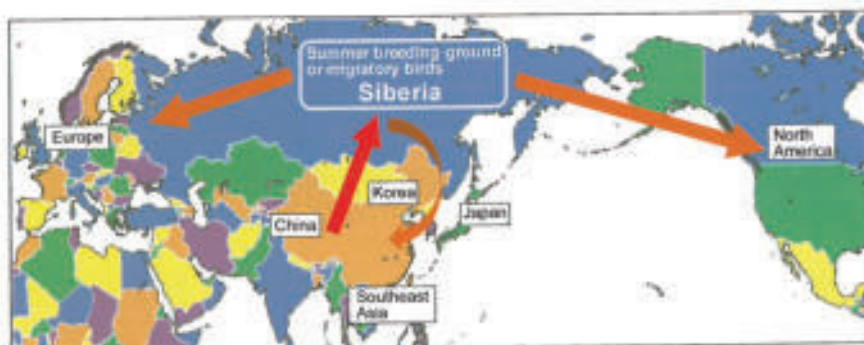 Summer breeding ground
or migratory birds
Siberia
Europe
North
America
Korea
China
Japan
Southeast
Asia